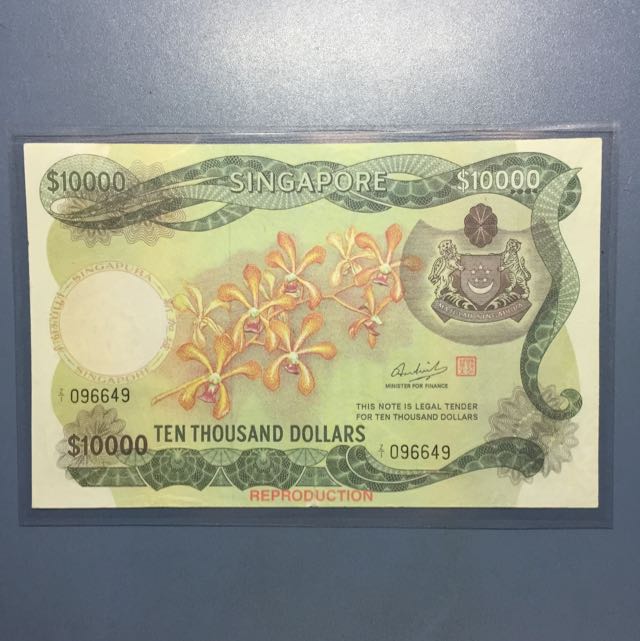 $10000 SINGAPORE $10000
SINGAPURA
SINGAPORE
MAJULAH SINGAPURA
MINISTER FOR FINANCE
THIS NOTE IS LEGAL TENDER
FOR TEN THOUSAND DOLLARS
Z/1 096649
$10000 TEN THOUSAND DOLLARS
Z/1 096649
REPRODUCTION